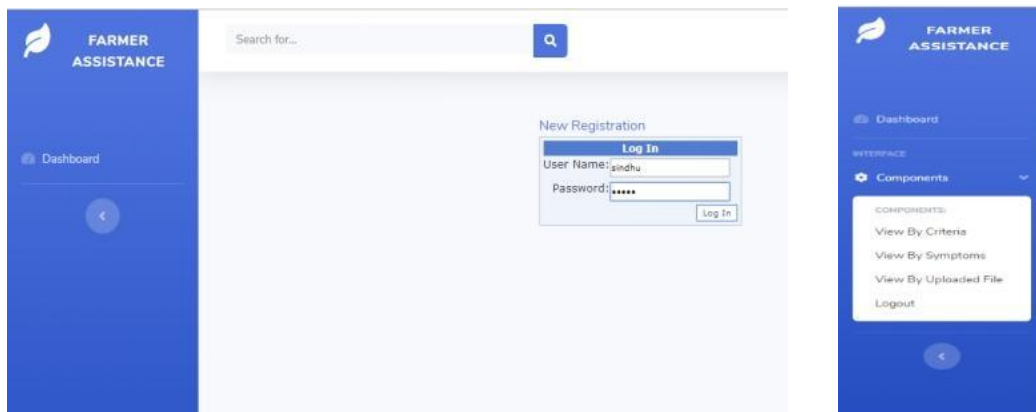 FARMER
ASSISTANCE
Search for...
Dashboard
New Registration
Log In
User Name: sindhu
Password: •••••
Log In
FARMER
ASSISTANCE
Dashboard
INTERFACE
Components
COMPONENTS:
View By Criteria
View By Symptoms
View By Uploaded File
Logout